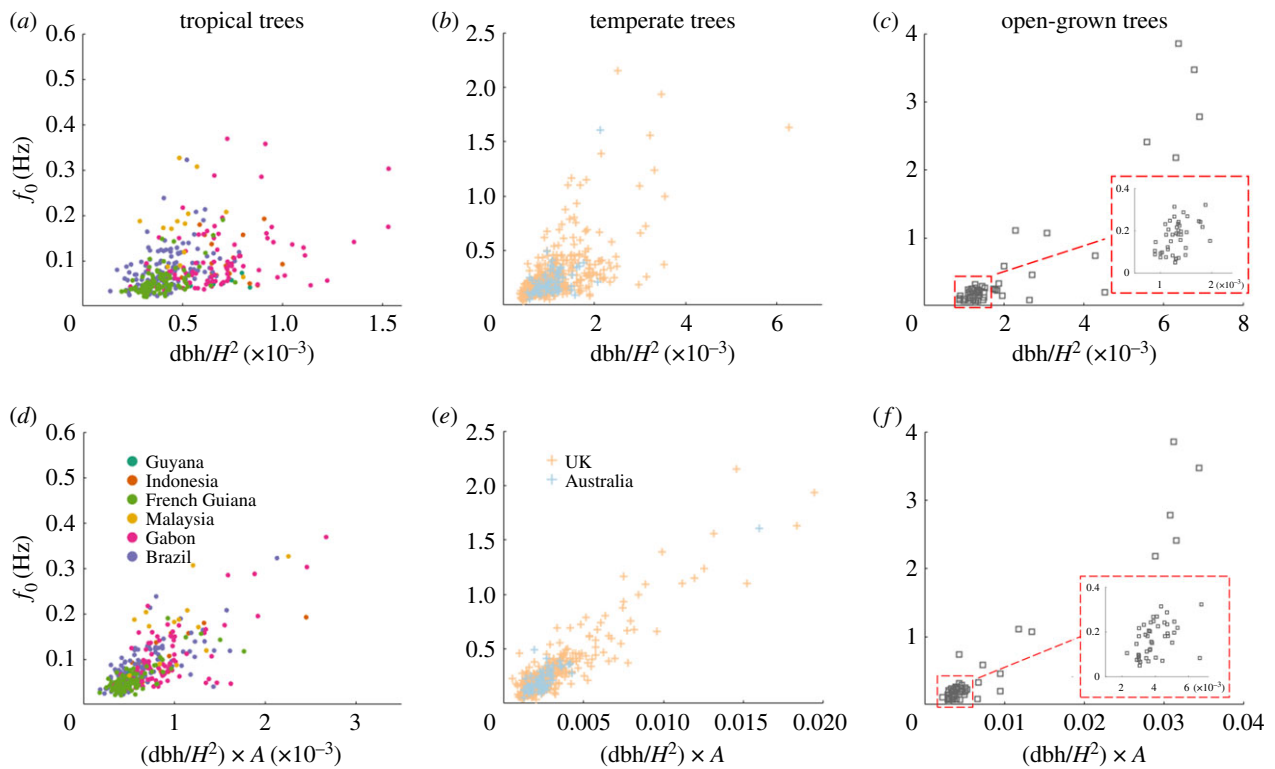 (a) tropical trees (b) temperate trees (c) open-grown trees
0.6
0.5
0.4
0.3
0.2
0.1
0 0.5 1.0 1.5
f₀ (Hz)
dbh/H² (×10⁻³)
2.5
2.0
1.5
1.0
0.5
0 2 4 6
dbh/H² (×10⁻³)
4
3
2
1
0 2 4 6 8
dbh/H² (×10⁻³)
0.4
0.2
0
1 2 (×10⁻³)
(d) (e) (f)
0.6
0.5
0.4
0.3
0.2
0.1
0 1 2 3
f₀ (Hz)
(dbh/H²) × A (×10⁻³)
Guyana
Indonesia
French Guiana
Malaysia
Gabon
Brazil
2.5
2.0
1.5
1.0
0.5
0 0.005 0.010 0.015 0.020
(dbh/H²) × A
UK
Australia
4
3
2
1
0 0.01 0.02 0.03 0.04
(dbh/H²) × A
0.4
0.2
0
2 4 6 (×10⁻³)